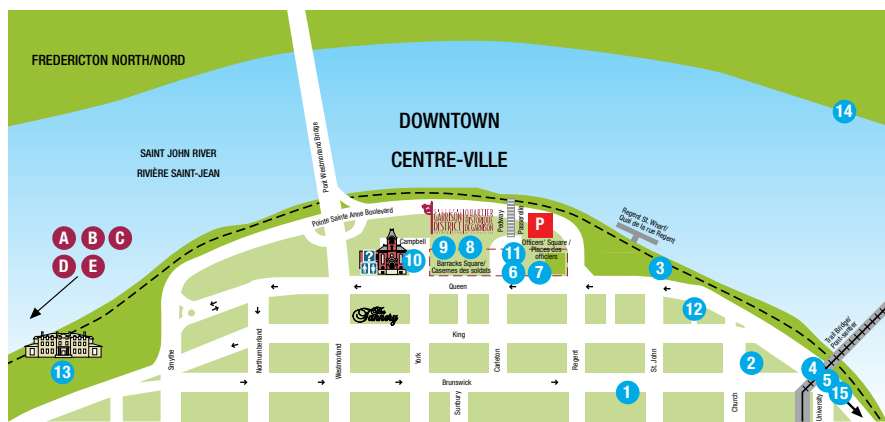 FREDERICTON NORTH/NORD
DOWNTOWN
CENTRE-VILLE
14
SAINT JOHN RIVER
RIVIÈRE SAINT-JEAN
Pont Westmorland Bridge
Pointe Sainte Anne Boulevard
A B C
D E
GARRISON
DISTRICT
QUARTIER
HISTORIQUE
DE GARNISON
Pedway
Passerelle
P
Regent St. Wharf/
Quai de la rue Regent
Campbell
?
10
9
8
11
Officers' Square /
Places des
officiers
Barracks Square/
Casernes des soldats
6
7
3
Queen
12
The
Tannery
King
Trail Bridge/
Pont-sentier
13
Smythe
Northumberland
Westmorland
York
Carleton
Regent
St. John
2
4
5
15
Brunswick
1
Sunbury
Church
University